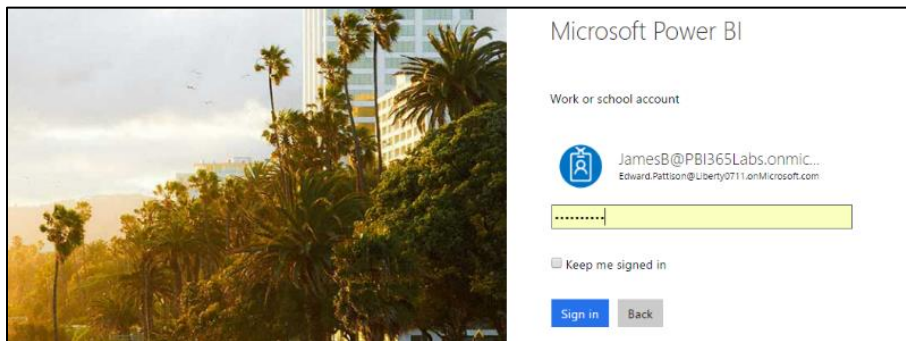 Microsoft Power BI
Work or school account
JamesB@PBI365Labs.onmic...
Edward.Pattison@Liberty0711.onMicrosoft.com
Keep me signed in
Sign in Back